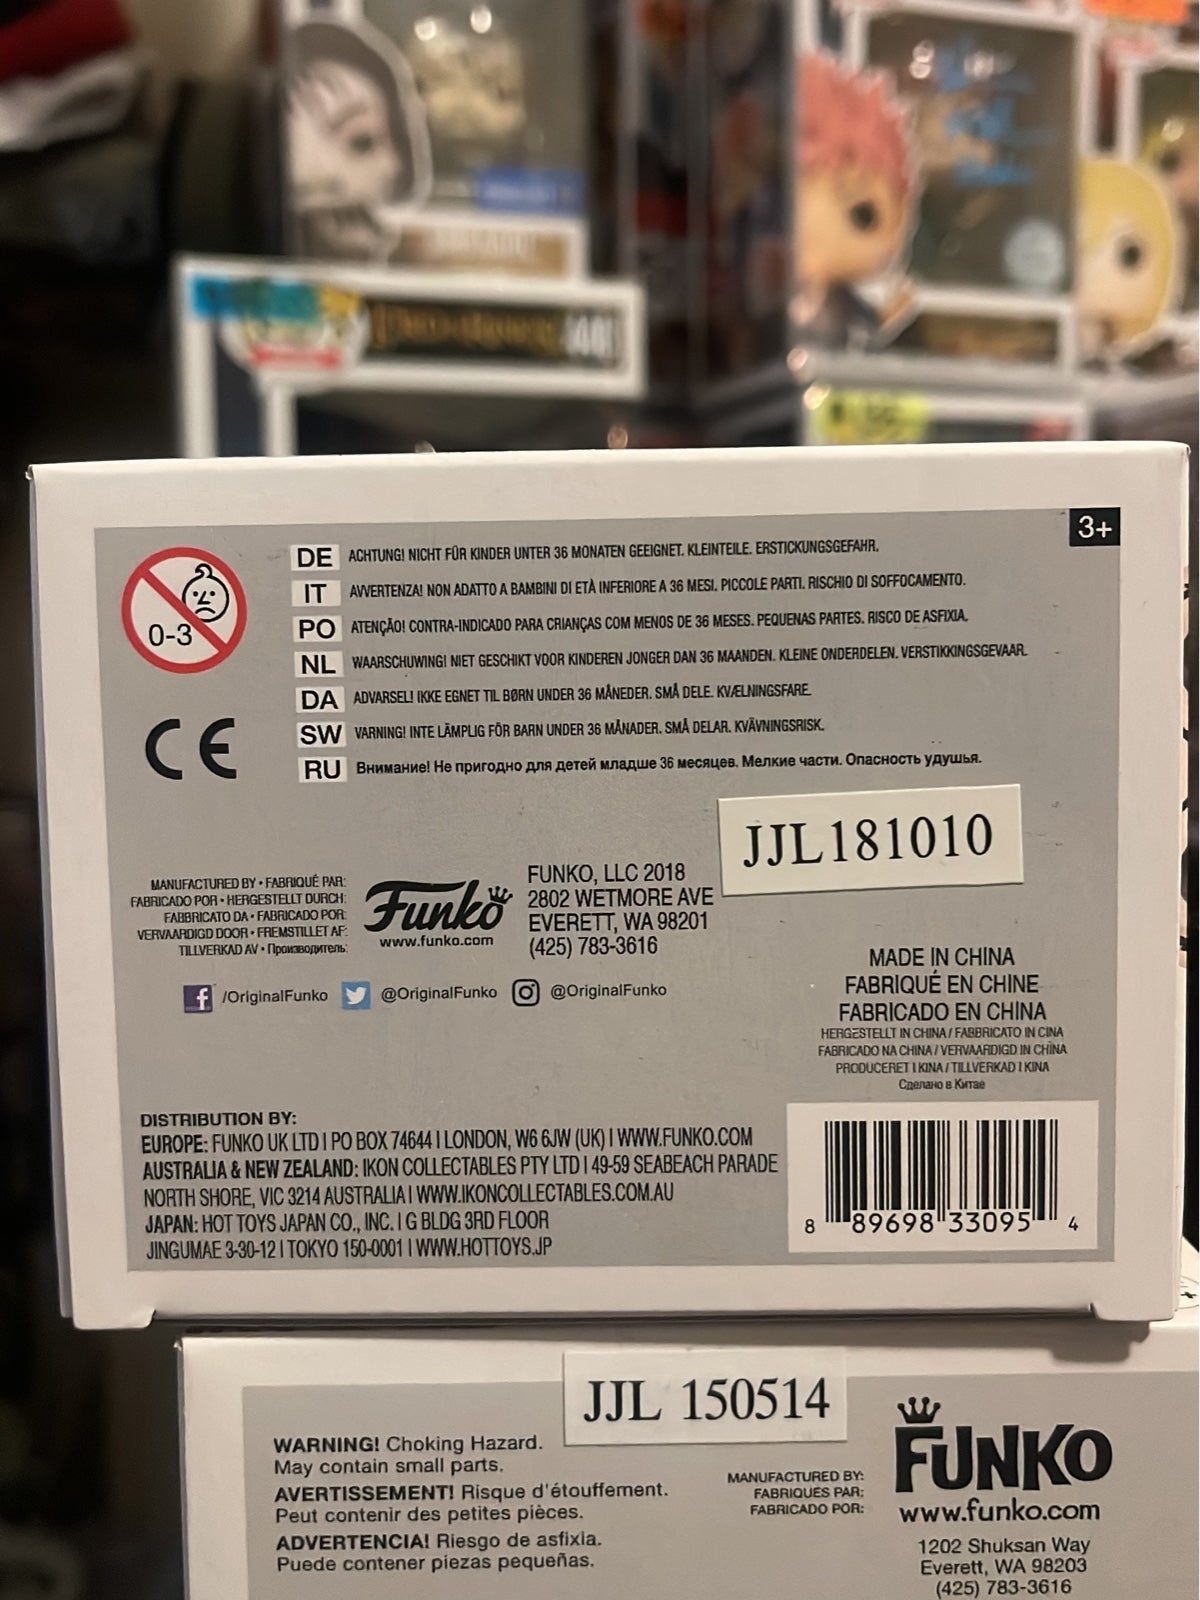 3+
0-3
DE ACHTUNG! NICHT FÜR KINDER UNTER 36 MONATEN GEEIGNET. KLEINTEILE. ERSTICKUNGSGEFAHR.
IT AVVERTENZA! NON ADATTO A BAMBINI DI ETÀ INFERIORE A 36 MESI. PICCOLE PARTI. RISCHIO DI SOFFOCAMENTO.
PO ATENÇÃO! CONTRA-INDICADO PARA CRIANÇAS COM MENOS DE 36 MESES. PEQUENAS PARTES. RISCO DE ASFIXIA.
NL WAARSCHUWING! NIET GESCHIKT VOOR KINDEREN JONGER DAN 36 MAANDEN. KLEINE ONDERDELEN. VERSTIKKINGSGEVAAR.
DA ADVARSEL! IKKE EGNET TIL BØRN UNDER 36 MÅNEDER. SMÅ DELE. KVÆLNINGSFARE.
SW VARNING! INTE LÄMPLIG FÖR BARN UNDER 36 MÅNADER. SMÅ DELAR. KVÄVNINGSRISK.
RU Внимание! Не пригодно для детей младше 36 месяцев. Мелкие части. Опасность удушья.
CE
JJL181010
MANUFACTURED BY • FABRIQUÉ PAR:
FABRICADO POR • HERGESTELLT DURCH:
FABBRICATO DA • FABRICADO POR:
VERVAARDIGD DOOR • FREMSTILLET AF:
TILLVERKAD AV • Производитель:
Funko
www.funko.com
FUNKO, LLC 2018
2802 WETMORE AVE
EVERETT, WA 98201
(425) 783-3616
/OriginalFunko @OriginalFunko @OriginalFunko
MADE IN CHINA
FABRIQUÉ EN CHINE
FABRICADO EN CHINA
HERGESTELLT IN CHINA / FABBRICATO IN CINA
FABRICADO NA CHINA / VERVAARDIGD IN CHINA
PRODUCERET I KINA / TILLVERKAD I KINA
Сделано в Китае
DISTRIBUTION BY:
EUROPE: FUNKO UK LTD | PO BOX 74644 | LONDON, W6 6JW (UK) | WWW.FUNKO.COM
AUSTRALIA & NEW ZEALAND: IKON COLLECTABLES PTY LTD | 49-59 SEABEACH PARADE
NORTH SHORE, VIC 3214 AUSTRALIA | WWW.IKONCOLLECTABLES.COM.AU
JAPAN: HOT TOYS JAPAN CO., INC. | G BLDG 3RD FLOOR
JINGUMAE 3-30-12 | TOKYO 150-0001 | WWW.HOTTOYS.JP
8 89698 33095 4
JJL 150514
WARNING! Choking Hazard.
May contain small parts.
AVERTISSEMENT! Risque d'étouffement.
Peut contenir des petites pièces.
ADVERTENCIA! Riesgo de asfixia.
Puede contener piezas pequeñas.
MANUFACTURED BY:
FABRIQUÉS PAR:
FABRICADO POR:
FUNKO
www.funko.com
1202 Shuksan Way
Everett, WA 98203
(425) 783-3616